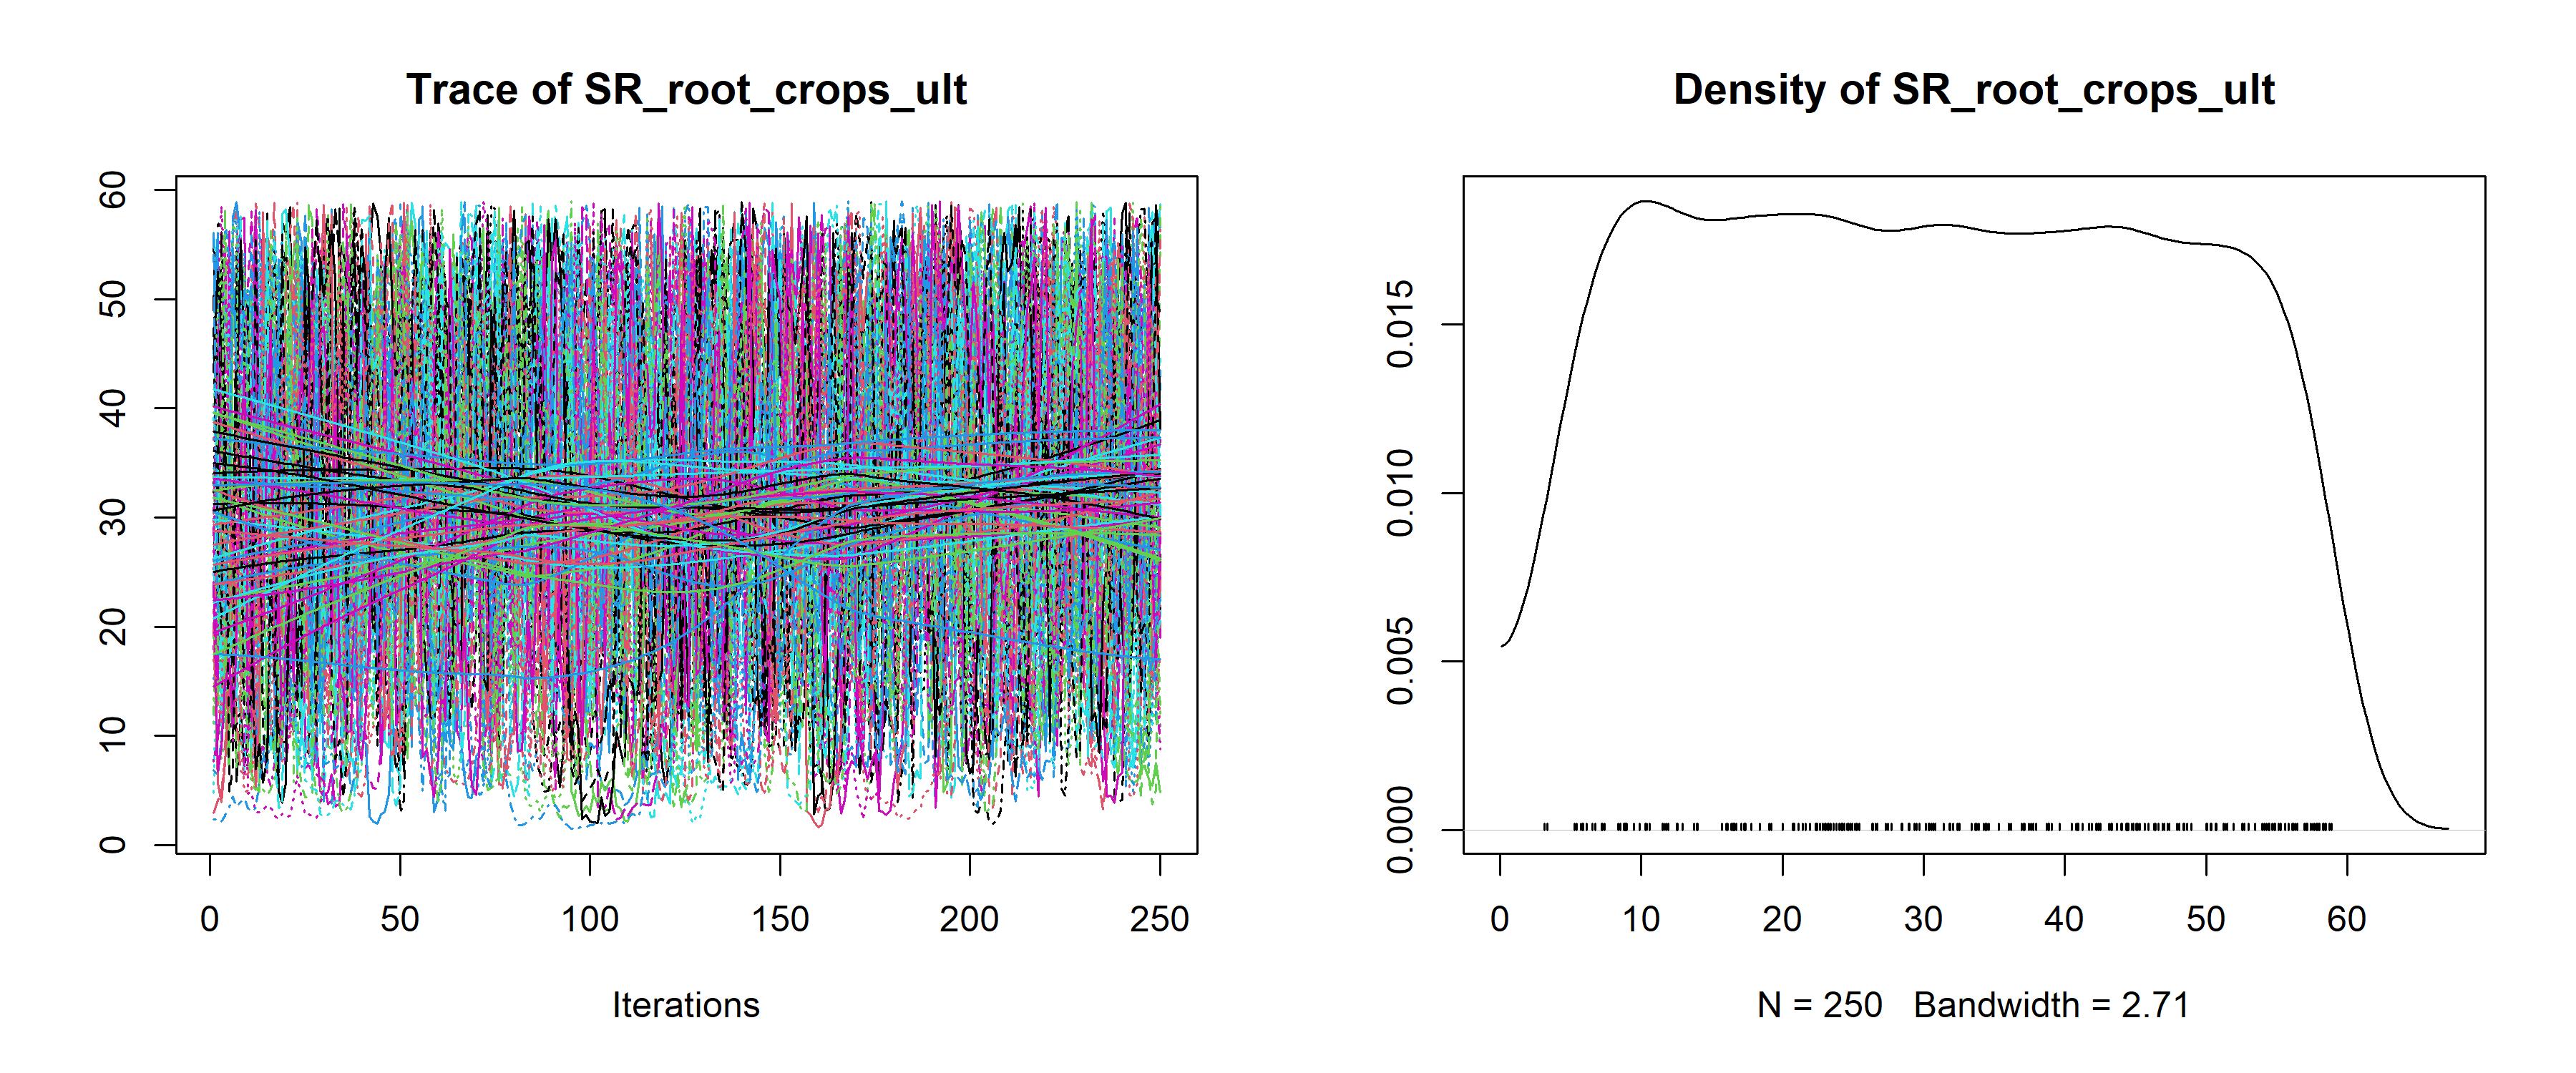 Trace of SR_root_crops_ult
60
50
40
30
20
10
0
0 50 100 150 200 250
Iterations
Density of SR_root_crops_ult
0.015
0.010
0.005
0.000
0 10 20 30 40 50 60
N = 250 Bandwidth = 2.71